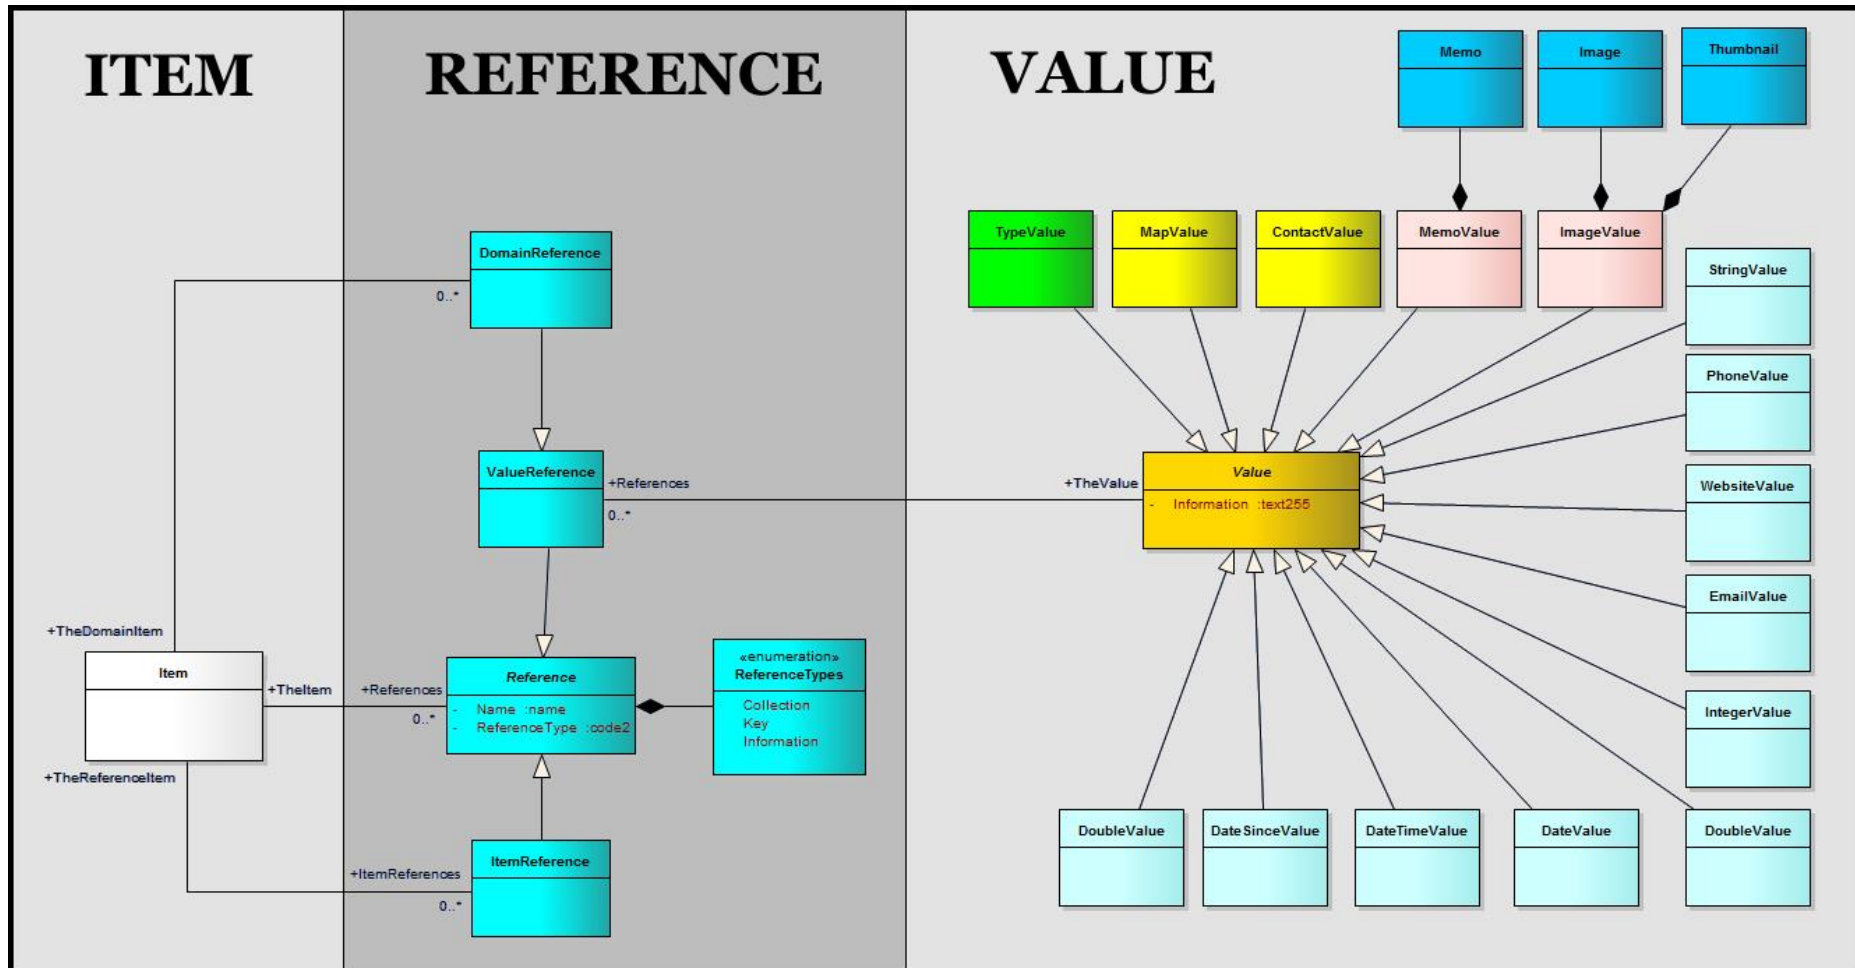 ITEM
REFERENCE
VALUE
Memo
Image
Thumbnail
TypeValue
MapValue
ContactValue
MemoValue
ImageValue
DomainReference
0..*
StringValue
PhoneValue
ValueReference
+References
0..*
+TheValue
Value
- Information :text255
WebsiteValue
EmailValue
+TheDomainItem
Item
+TheItem
+References
0..*
Reference
- Name :name
- ReferenceType :code2
«enumeration»
ReferenceTypes
Collection
Key
Information
IntegerValue
+TheReferenceItem
ItemReference
+ItemReferences
0..*
DoubleValue
DateSinceValue
DateTimeValue
DateValue
DoubleValue